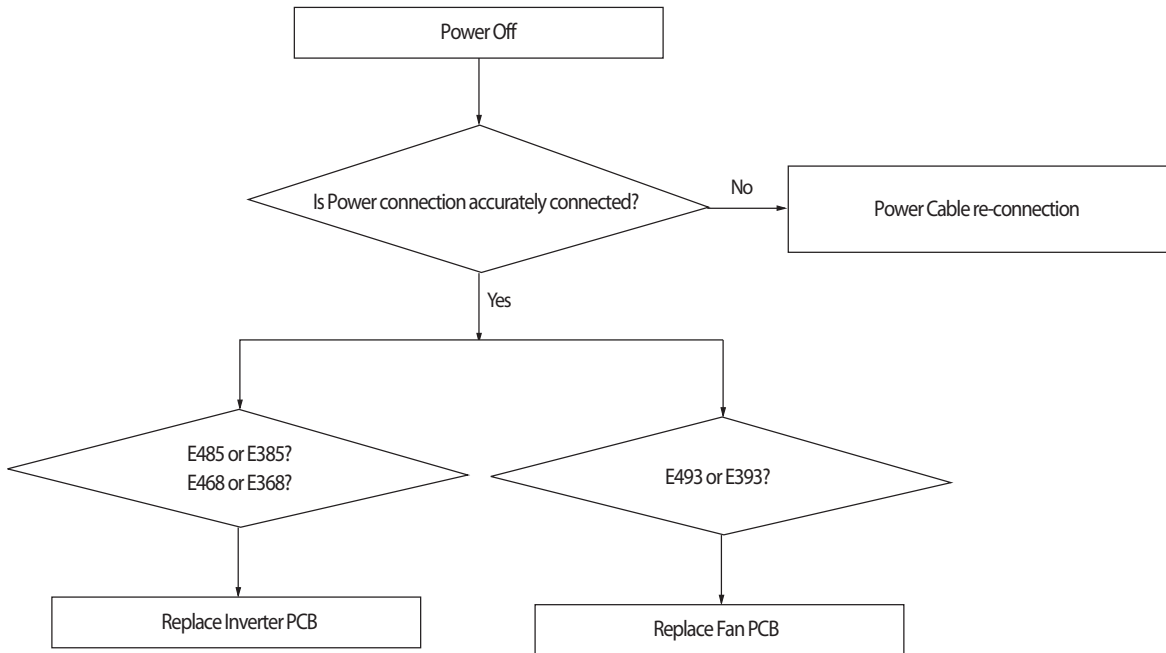 Power Off
Is Power connection accurately connected?
No
Power Cable re-connection
Yes
E485 or E385?
E468 or E368?
E493 or E393?
Replace Inverter PCB
Replace Fan PCB